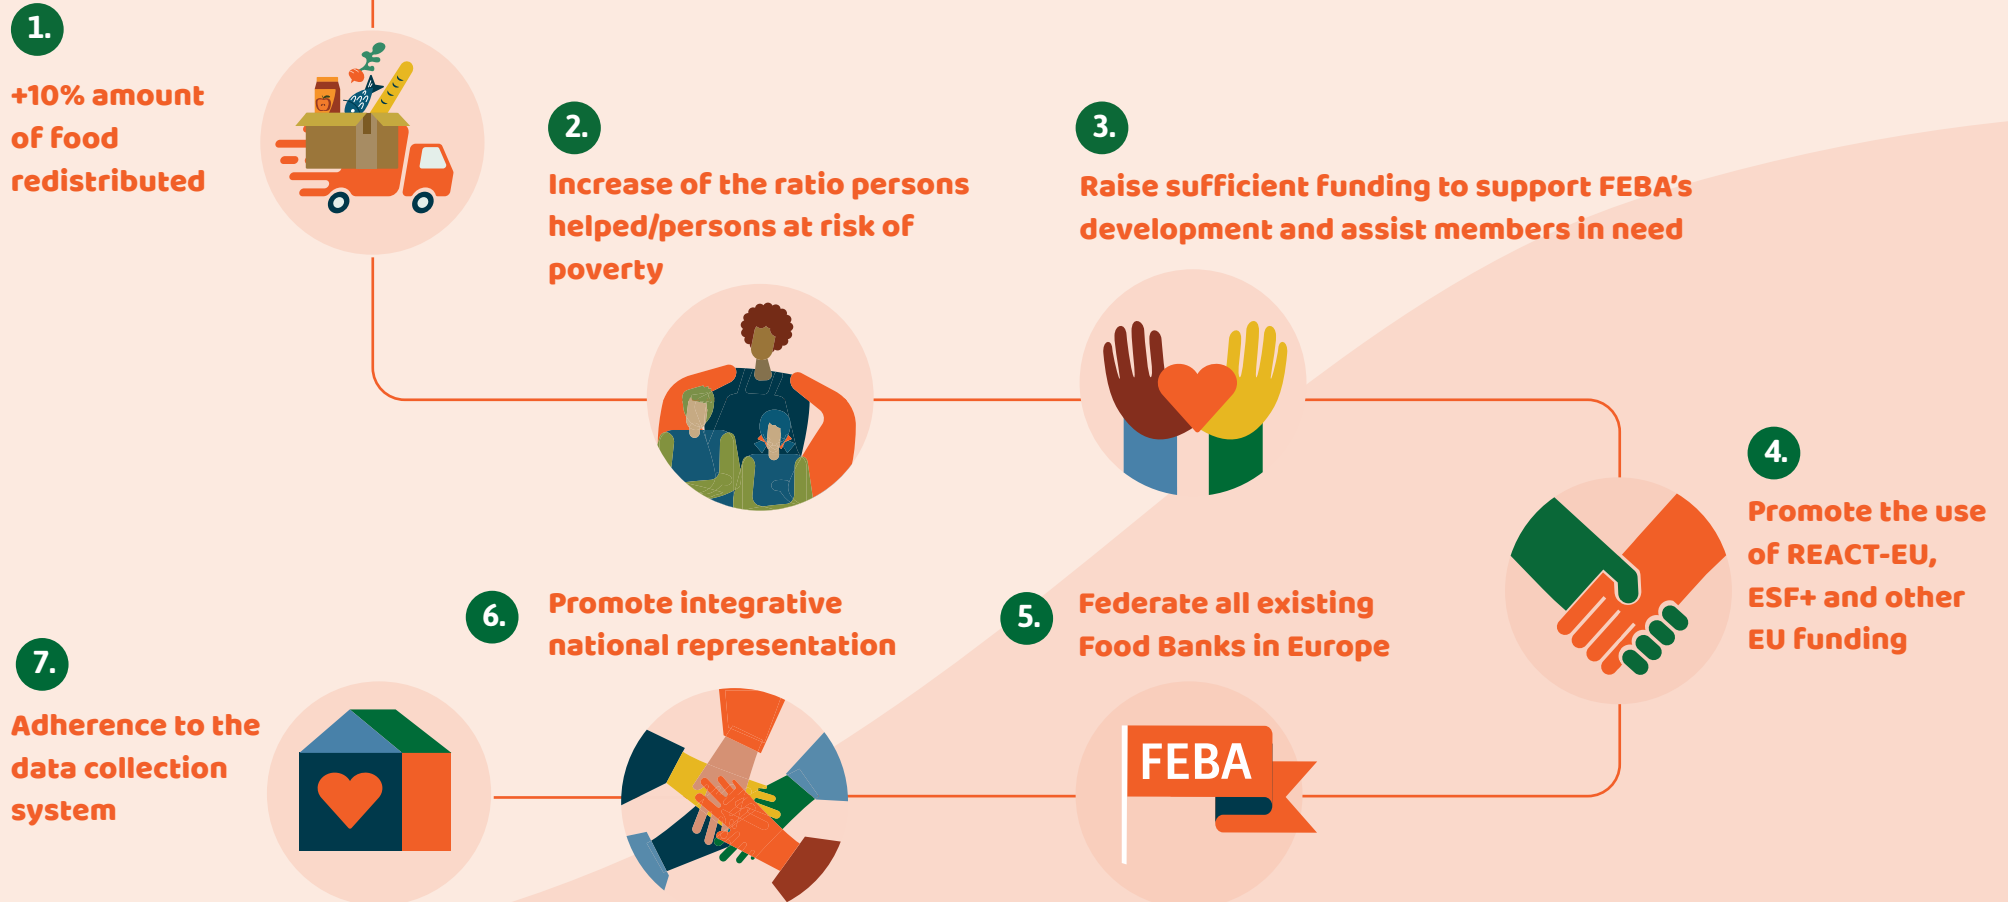 1.
+10% amount
of food
redistributed
2.
Increase of the ratio persons
helped/persons at risk of
poverty
3.
Raise sufficient funding to support FEBA’s
development and assist members in need
4.
Promote the use
of REACT-EU,
ESF+ and other
EU funding
5.
Federate all existing
Food Banks in Europe
FEBA
6.
Promote integrative
national representation
7.
Adherence to the
data collection
system